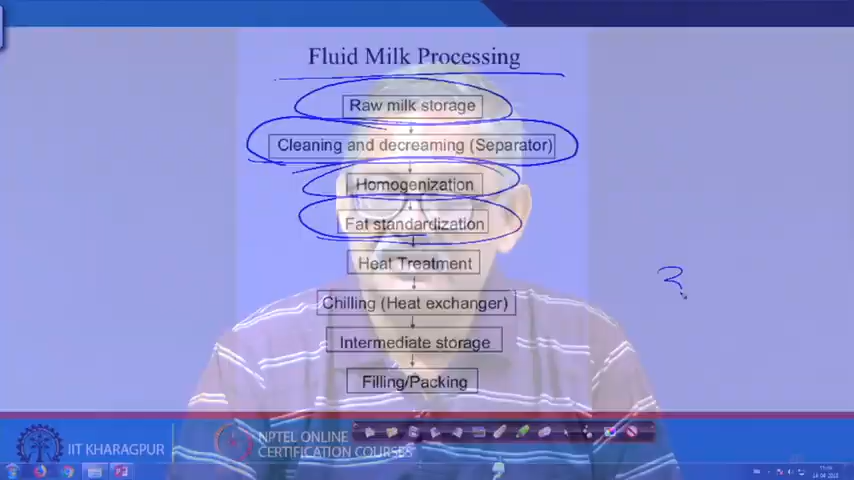 Fluid Milk Processing
Raw milk storage
Cleaning and decreaming (Separator)
Homogenization
Fat standardization
Heat Treatment
Chilling (Heat exchanger)
Intermediate storage
Filling/Packing
IIT KHARAGPUR
NPTEL ONLINE
CERTIFICATION COURSES